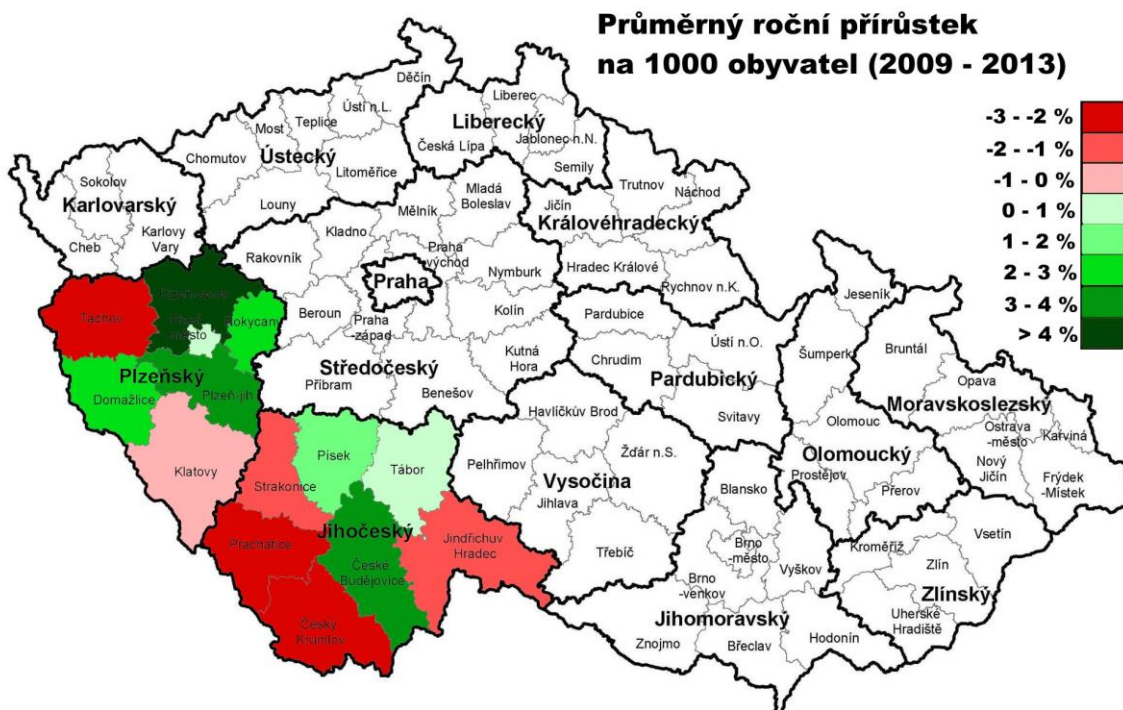 Průměrný roční přírůstek
na 1000 obyvatel (2009 - 2013)
-3 - -2 %
-2 - -1 %
-1 - 0 %
0 - 1 %
1 - 2 %
2 - 3 %
3 - 4 %
> 4 %
Děčín
Ústí n.L.
Teplice
Most
Chomutov
Ústecký
Litoměřice
Louny
Liberec
Liberecký
Jablonec n.N.
Česká Lípa
Semily
Sokolov
Karlovarský
Karlovy
Vary
Cheb
Trutnov
Náchod
Jičín
Královéhradecký
Hradec Králové
Rychnov n.K.
Mladá
Boleslav
Mělník
Kladno
Rakovník
Praha
východ
Nymburk
Praha
Beroun
Praha
-západ
Kolín
Středočeský
Kutná
Hora
Příbram
Benešov
Pardubice
Ústí n.O.
Chrudim
Pardubický
Svitavy
Tachov
-město
Rokycany
Plzeňský
Domažlice
Plzeň-jih
Klatovy
Písek
Tábor
Strakonice
Jihočeský
Prachatice
České
Budějovice
Jindřichuv
Hradec
Český
Krumlov
Havlíčkův Brod
Pelhřimov
Žďár n.S.
Vysočina
Jihlava
Třebíč
Jeseník
Šumperk
Olomouc
Olomoucký
Prostějov
Přerov
Bruntál
Opava
Moravskoslezský
Ostrava
-město
Karviná
Nový
Jičín
Frýdek
-Místek
Blansko
Brno
-město
Vyškov
Brno
-venkov
Jihomoravský
Znojmo
Břeclav
Hodonín
Kroměříž
Vsetín
Zlín
Zlínský
Uherské
Hradiště